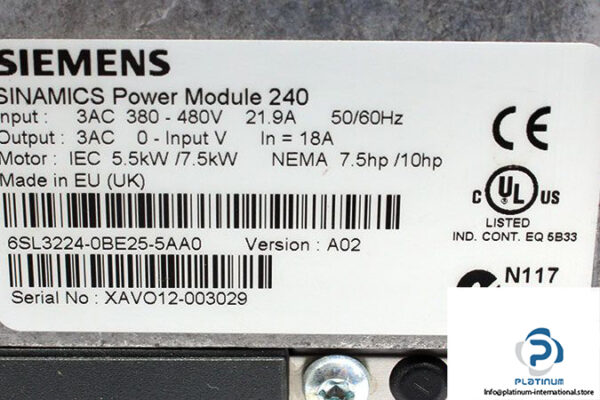 SIEMENS
SINAMICS Power Module 240
Input : 3AC 380 - 480V 21.9A 50/60Hz
Output : 3AC 0 - Input V In = 18A
Motor : IEC 5.5kW /7.5kW NEMA 7.5hp /10hp
Made in EU (UK)
CE
C UL US
LISTED
IND. CONT. EQ 5B33
6SL3224-0BE25-5AA0 Version : A02
N117
Serial No : XAVO12-003029
PLATINUM
Info@platinum-international.store